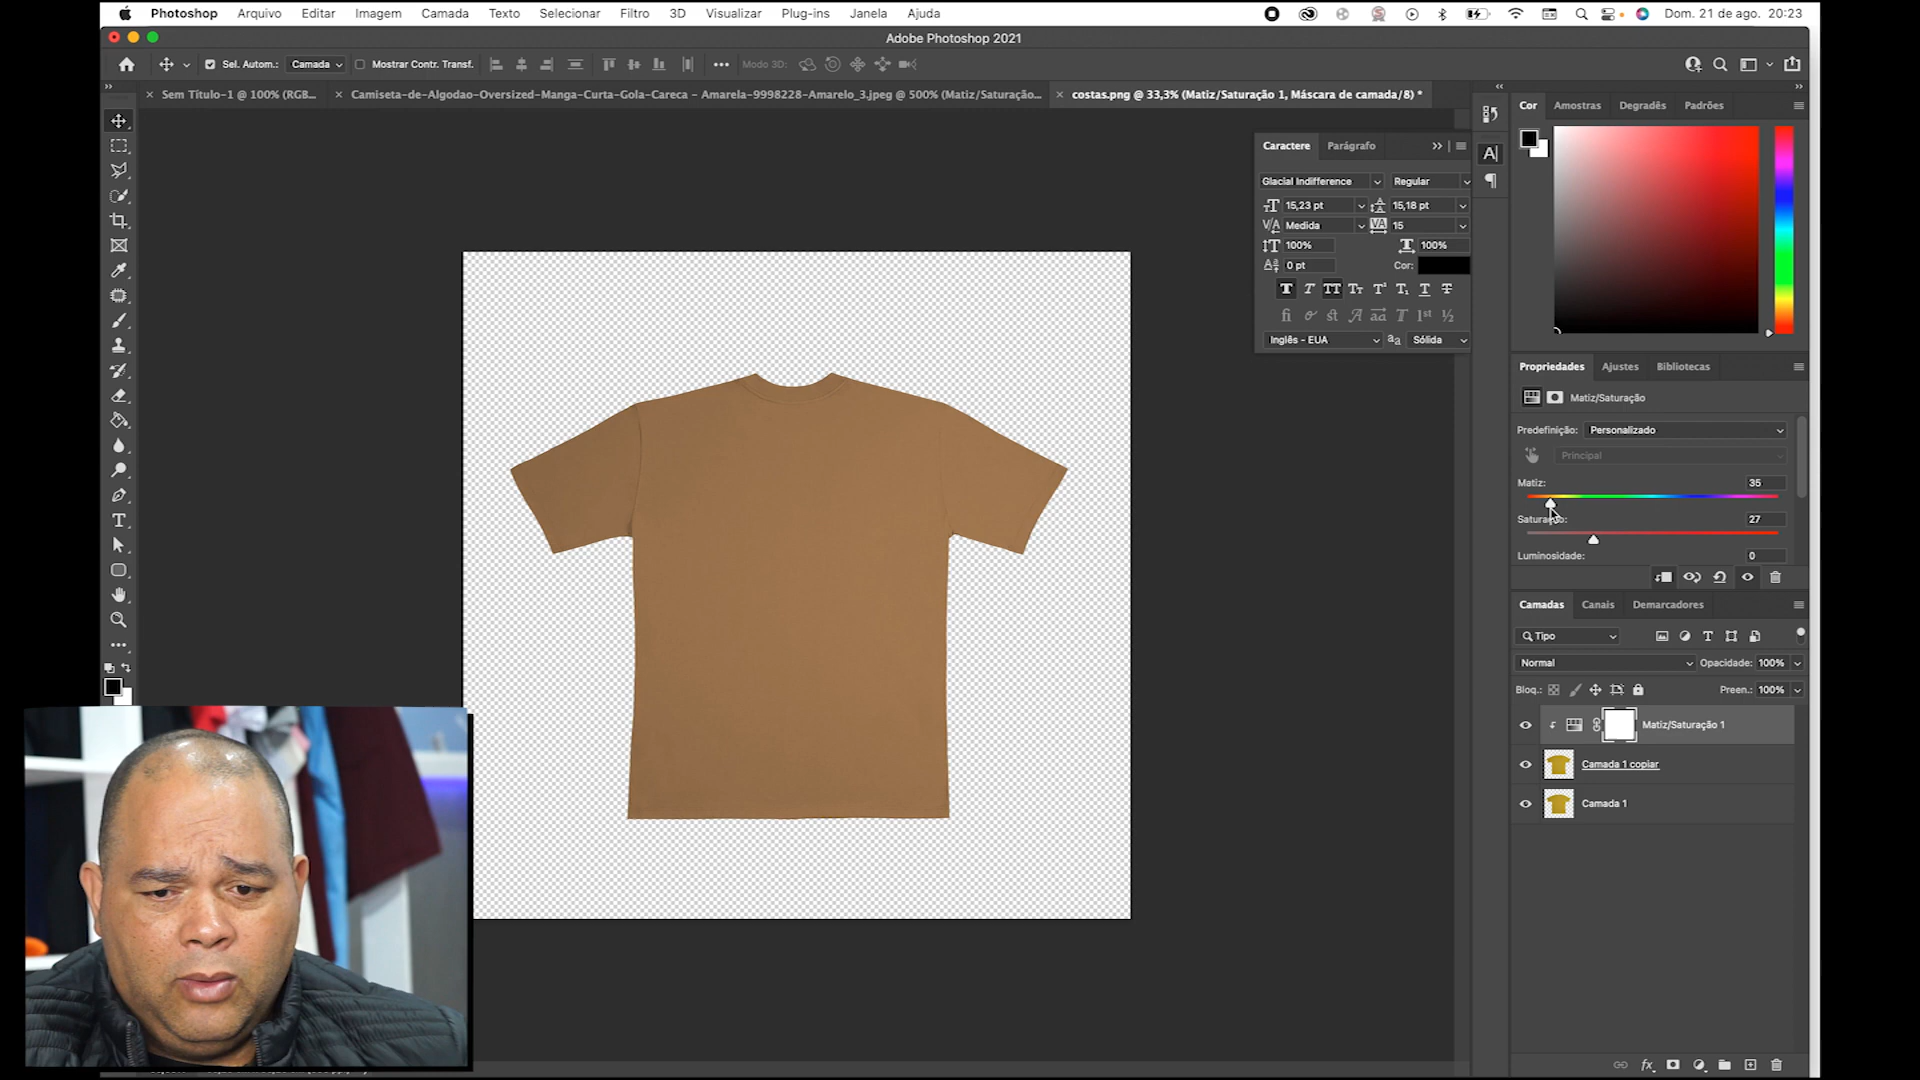 Photoshop Arquivo Editar Imagem Camada Texto Selecionar Filtro 3D Visualizar Plug-ins Janela Ajuda Dom. 21 de ago. 20:23
Adobe Photoshop 2021
Sel. Autom.: Camada Mostrar Contr. Transf. Modo 3D:
Sem Título-1 @ 100% (RGB... Camiseta-de-Algodao-Oversized-Manga-Curta-Gola-Careca - Amarela-9998228-Amarelo_3.jpeg @ 500% (Matiz/Saturação... costas.png @ 33,3% (Matiz/Saturação 1, Máscara de camada/8) *
Cor Amostras Degradês Padrões
Caractere Parágrafo
Glacial Indifference Regular
15,23 pt 15,18 pt
Medida 15
100% 100%
0 pt Cor:
Inglês - EUA Sólida
Propriedades Ajustes Bibliotecas
Matiz/Saturação
Predefinição: Personalizado
Principal
Matiz: 35
Saturação: 27
Luminosidade: 0
Camadas Canais Demarcadores
Tipo
Normal Opacidade: 100%
Bloq.: Preen.: 100%
Matiz/Saturação 1
Camada 1 copiar
Camada 1